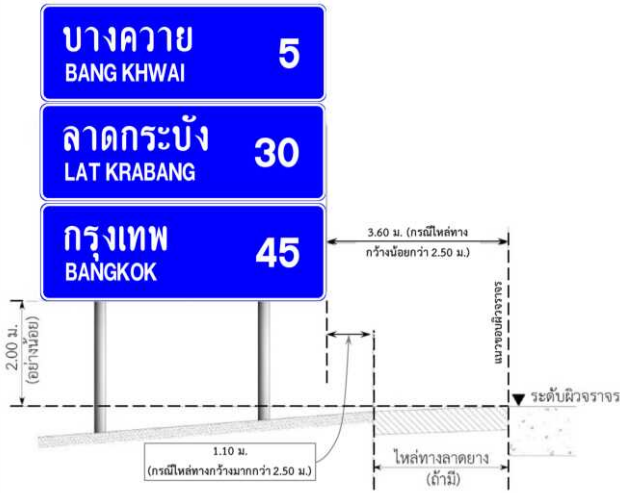 บางควาย 5
BANG KHWAI
ลาดกระบัง 30
LAT KRABANG
กรุงเทพ 45
BANGKOK
3.60 ม. (กรณีไหล่ทาง
กว้างน้อยกว่า 2.50 ม.)
2.00 ม.
(อย่างน้อย)
แนวขอบผิวจราจร
ระดับผิวจราจร
1.10 ม.
(กรณีไหล่ทางกว้างมากกว่า 2.50 ม.)
ไหล่ทางลาดยาง
(ถ้ามี)